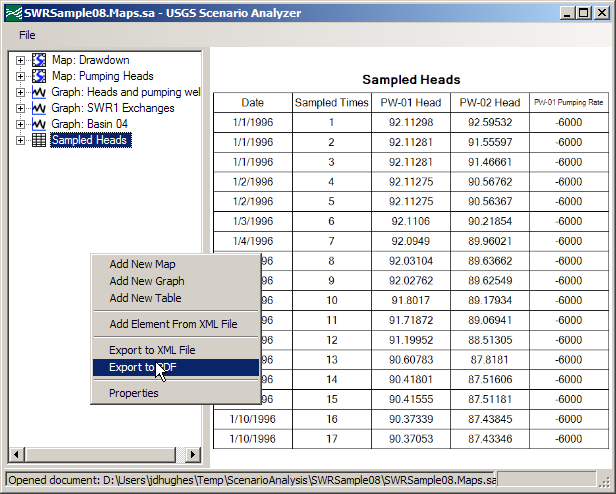 SWRSample08.Maps.sa - USGS Scenario Analyzer
File
Map: Drawdown
Map: Pumping Heads
Graph: Heads and pumping wel
Graph: SWR1 Exchanges
Graph: Basin 04
Sampled Heads
Add New Map
Add New Graph
Add New Table
Add Element From XML File
Export to XML File
Export to PDF
Properties
Sampled Heads
Date Sampled Times PW-01 Head PW-02 Head PW-01 Pumping Rate
1/1/1996 1 92.11298 92.59532 -6000
1/1/1996 2 92.11281 91.55597 -6000
1/1/1996 3 92.11281 91.46661 -6000
1/2/1996 4 92.11275 90.56762 -6000
1/2/1996 5 92.11275 90.56367 -6000
1/3/1996 6 92.1106 90.21854 -6000
1/4/1996 7 92.0949 89.96021 -6000
96 8 92.03104 89.63662 -6000
96 9 92.02762 89.62549 -6000
96 10 91.8017 89.17934 -6000
96 11 91.71872 89.06941 -6000
96 12 91.19952 88.51305 -6000
96 13 90.60783 87.8181 -6000
96 14 90.41801 87.51606 -6000
96 15 90.41555 87.51181 -6000
1/10/1996 16 90.37339 87.43845 -6000
1/10/1996 17 90.37053 87.43346 -6000
Opened document: D:\Users\jdhughes\Temp\ScenarioAnalysis\SWRSample08\SWRSample08.Maps.sa